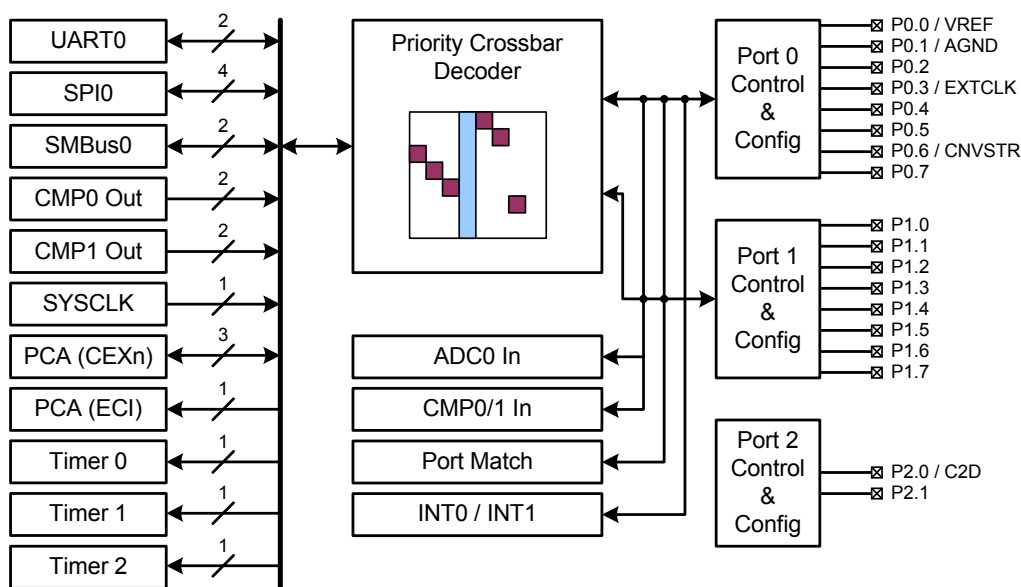 UART0
2
SPI0
4
SMBus0
2
CMP0 Out
2
CMP1 Out
2
SYSCLK
1
PCA (CEXn)
3
PCA (ECI)
1
Timer 0
1
Timer 1
1
Timer 2
1
Priority Crossbar
Decoder
ADC0 In
CMP0/1 In
Port Match
INT0 / INT1
Port 0
Control
&
Config
P0.0 / VREF
P0.1 / AGND
P0.2
P0.3 / EXTCLK
P0.4
P0.5
P0.6 / CNVSTR
P0.7
Port 1
Control
&
Config
P1.0
P1.1
P1.2
P1.3
P1.4
P1.5
P1.6
P1.7
Port 2
Control
&
Config
P2.0 / C2D
P2.1